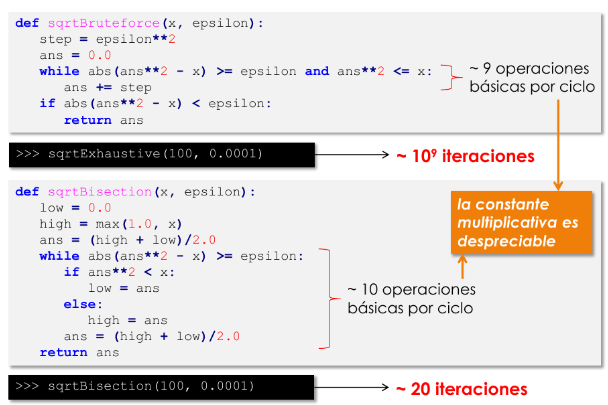 def sqrtBruteforce(x, epsilon):
    step = epsilon**2
    ans = 0.0
    while abs(ans**2 - x) >= epsilon and ans**2 <= x:
        ans += step
    if abs(ans**2 - x) < epsilon:
        return ans
~ 9 operaciones
básicas por ciclo
>>> sqrtExhaustive(100, 0.0001)
~ 10⁹ iteraciones
def sqrtBisection(x, epsilon):
    low = 0.0
    high = max(1.0, x)
    ans = (high + low)/2.0
    while abs(ans**2 - x) >= epsilon:
        if ans**2 < x:
            low = ans
        else:
            high = ans
        ans = (high + low)/2.0
    return ans
la constante
multiplicativa es
despreciable
~ 10 operaciones
básicas por ciclo
>>> sqrtBisection(100, 0.0001)
~ 20 iteraciones